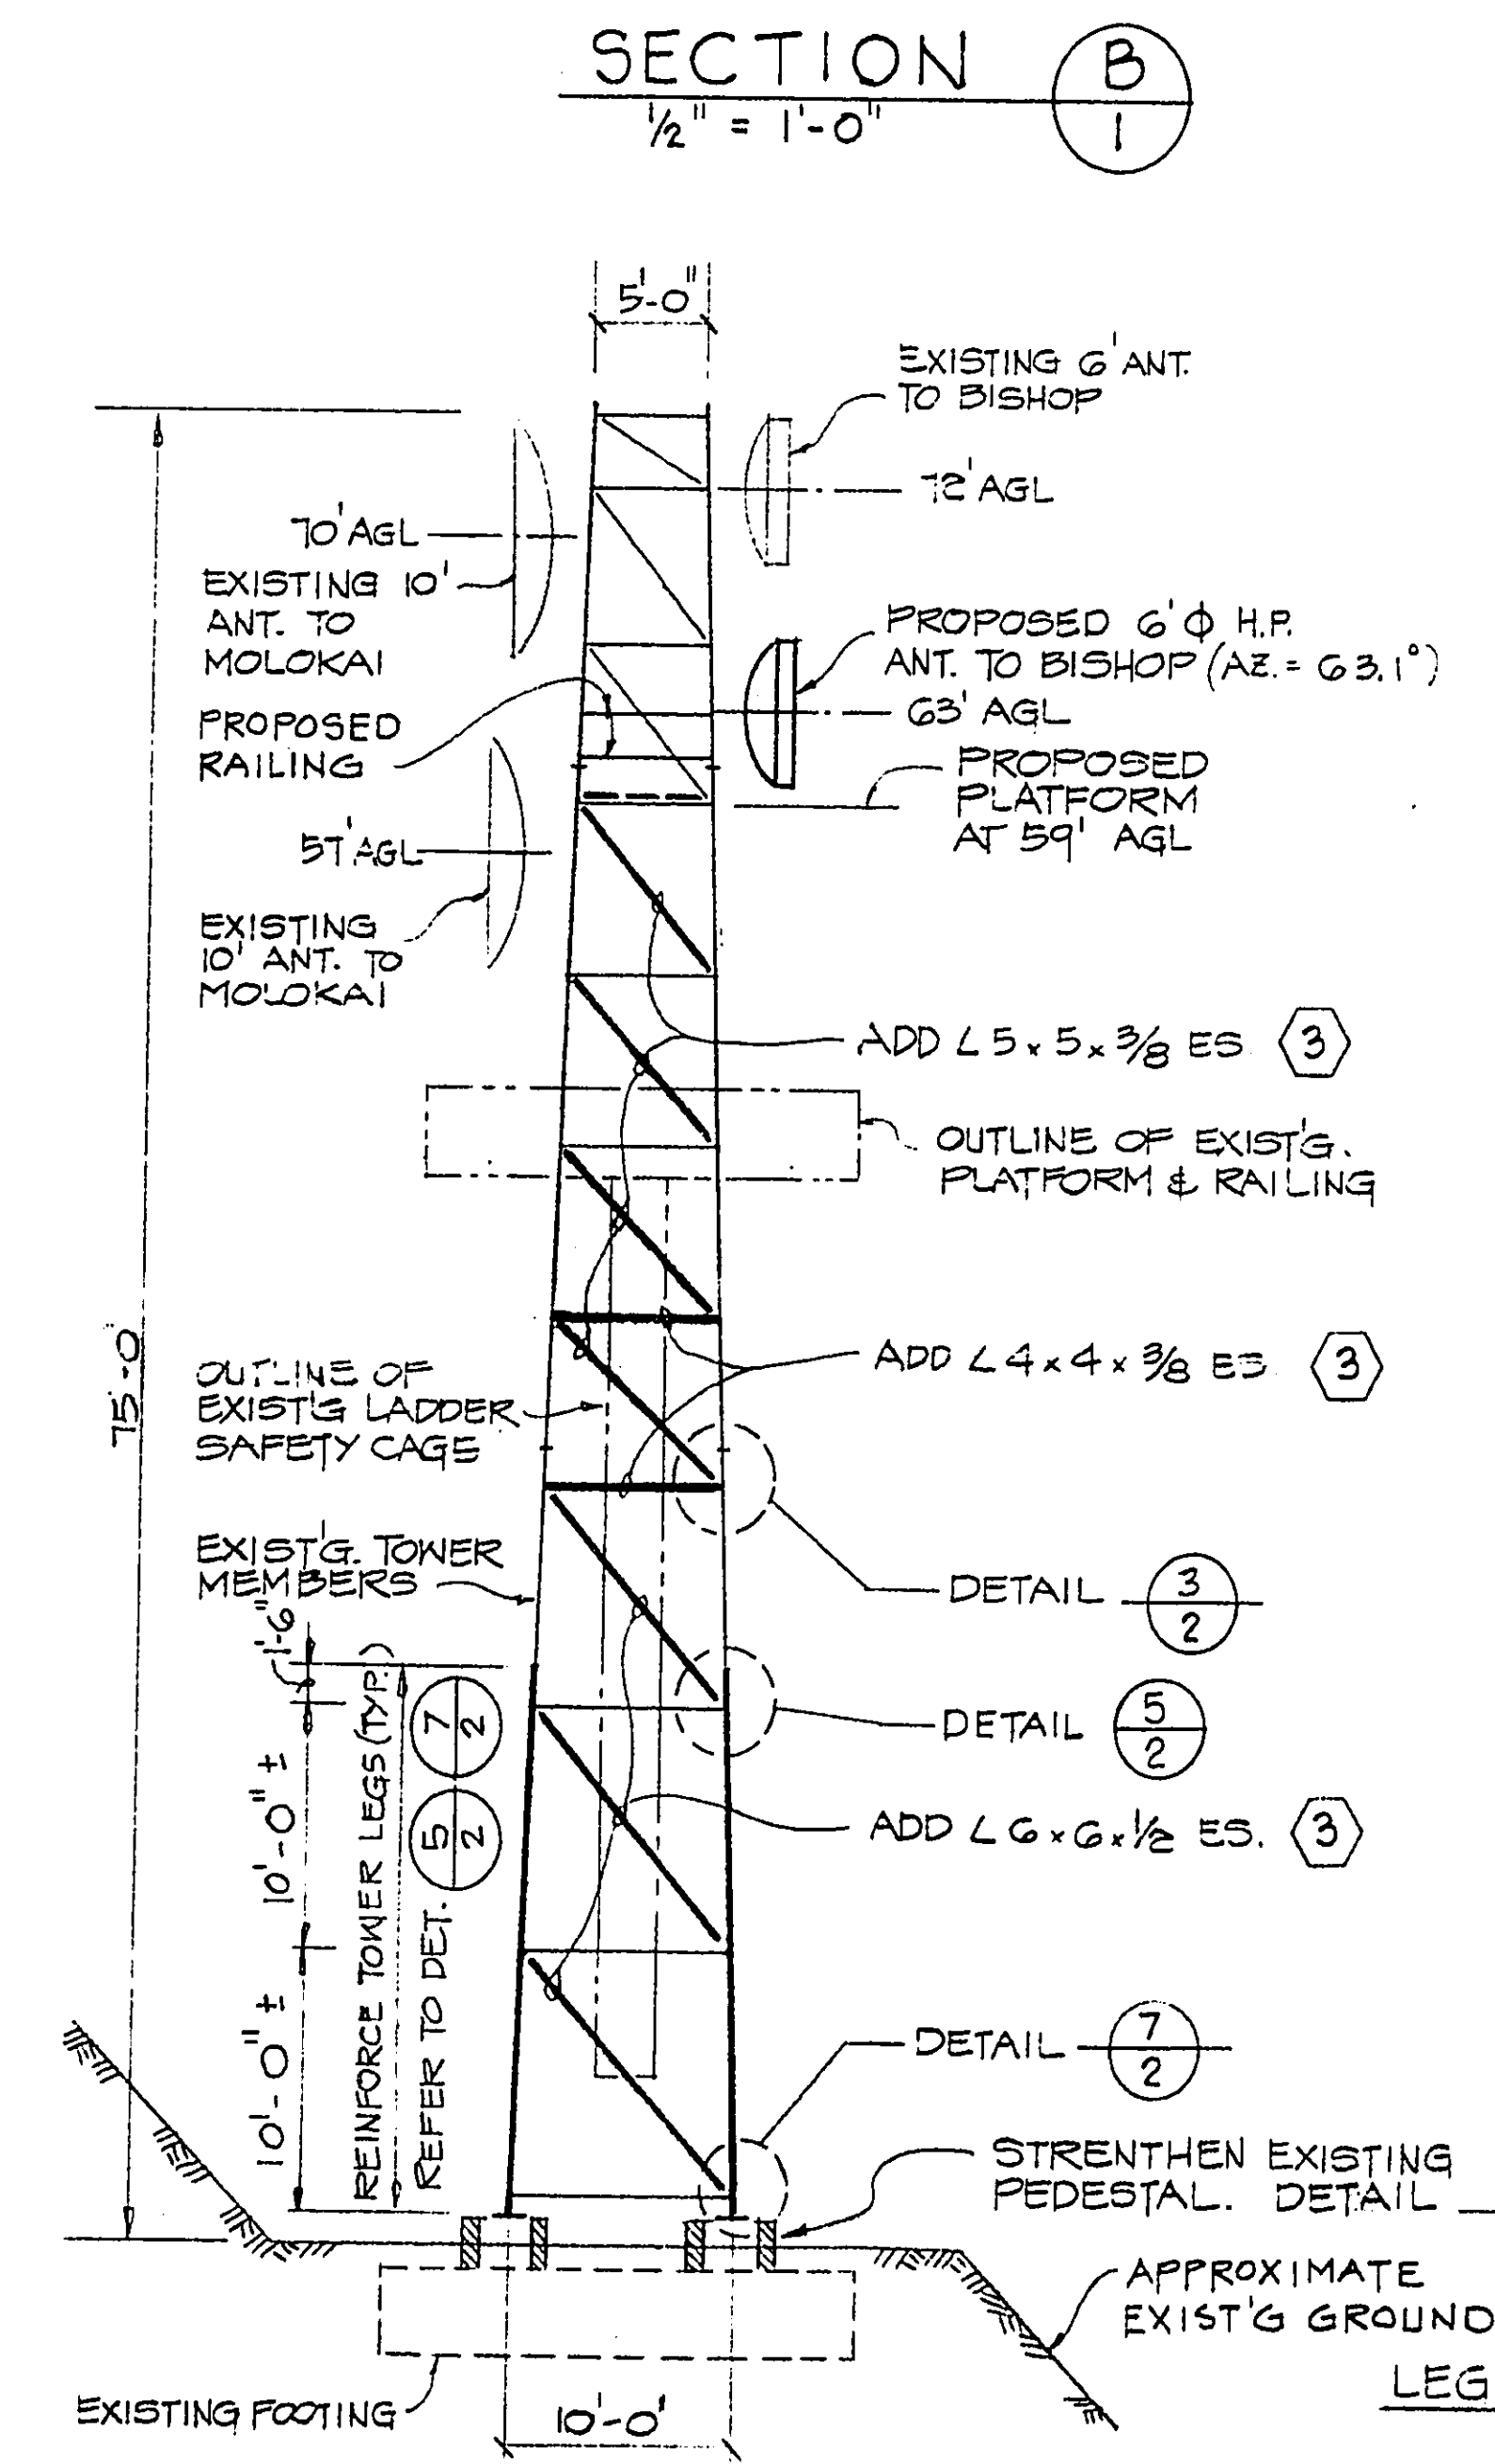 SECTION B
1/2" = 1'-0" 1
5'-0"
EXISTING 6' ANT.
TO BISHOP
72' AGL
70' AGL
EXISTING 10'
ANT. TO
MOLOKAI
PROPOSED 6'Φ H.P.
ANT. TO BISHOP (AZ. = 63.1°)
63' AGL
PROPOSED
RAILING
PROPOSED
PLATFORM
AT 59' AGL
57' AGL
EXISTING
10' ANT. TO
MOLOKAI
ADD L 5 x 5 x 3/8 ES 3
OUTLINE OF EXIST'G.
PLATFORM & RAILING
75'-0
ADD L 4 x 4 x 3/8 ES 3
OUTLINE OF
EXIST'G LADDER
SAFETY CAGE
EXIST'G. TOWER
MEMBERS
DETAIL 3/2
1'-6"
DETAIL 5/2
10'-0" ±
REINFORCE TOWER LEGS (TYP.)
REFER TO DET. 5/2 7/2
ADD L 6 x 6 x 1/2 ES. 3
10'-0" ±
DETAIL 7/2
STRENTHEN EXISTING
PEDESTAL. DETAIL
APPROXIMATE
EXIST'G GROUND
LEG
EXISTING FOOTING
10'-0'